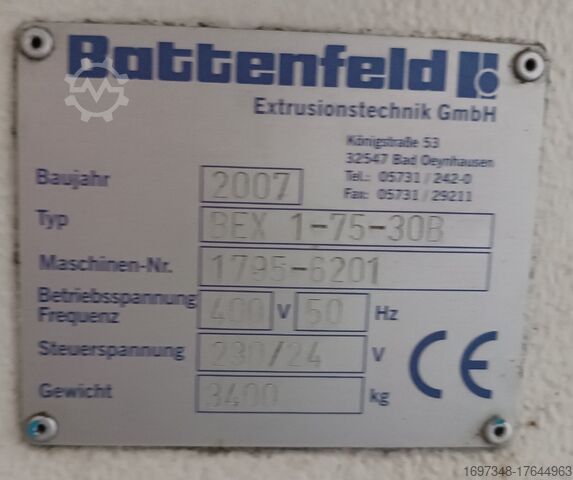 Battenfeld
Extrusionstechnik GmbH
Königstraße 53
32547 Bad Oeynhausen
Tel.: 05731 / 242-0
Fax: 05731 / 29211
Baujahr 2007
Typ BEX 1-75-30B
Maschinen-Nr. 1795-6201
Betriebsspannung
Frequenz 400 V 50 Hz
Steuerspannung 230/24 V
Gewicht 3400 kg
CE
1697348-17644963